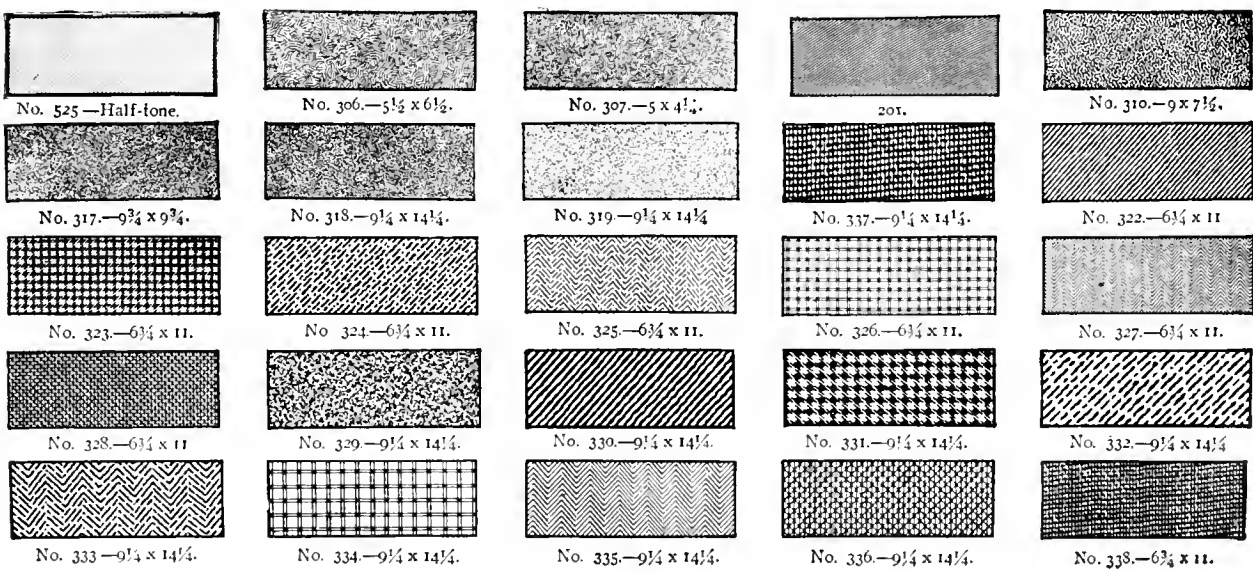 No. 525—Half-tone.
No. 306.—5½ x 6½.
No. 307.—5 x 4¼.
201.
No. 310.—9 x 7½.
No. 317.—9¾ x 9¾.
No. 318.—9¼ x 14¼.
No. 319.—9¼ x 14¼
No. 337.—9¼ x 14¼.
No. 322.—6¾ x 11
No. 323.—6¾ x 11.
No 324.—6¾ x 11.
No. 325.—6¾ x 11.
No. 326.—6¾ x 11.
No. 327.—6¾ x 11.
No. 328.—6¾ x 11
No. 329.—9¼ x 14¼.
No. 330.—9¼ x 14¼.
No. 331.—9¼ x 14¼.
No. 332.—9¼ x 14¼
No. 333—9¼ x 14¼.
No. 334.—9¼ x 14¼.
No. 335.—9¼ x 14¼.
No. 336.—9¼ x 14¼.
No. 338.—6¾ x 11.